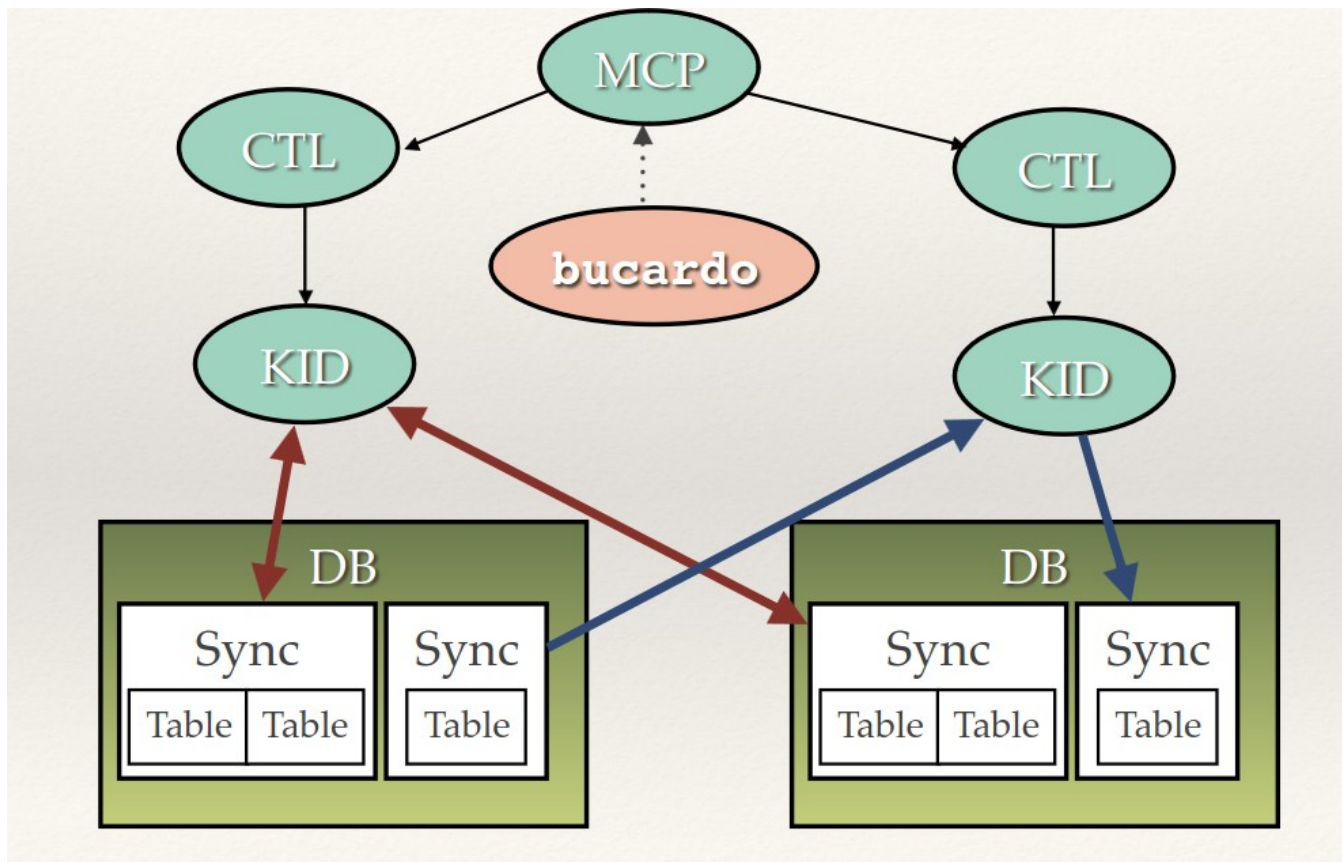 MCP
CTL
CTL
bucardo
KID
KID
DB
DB
Sync
Sync
Sync
Sync
Table
Table
Table
Table
Table
Table